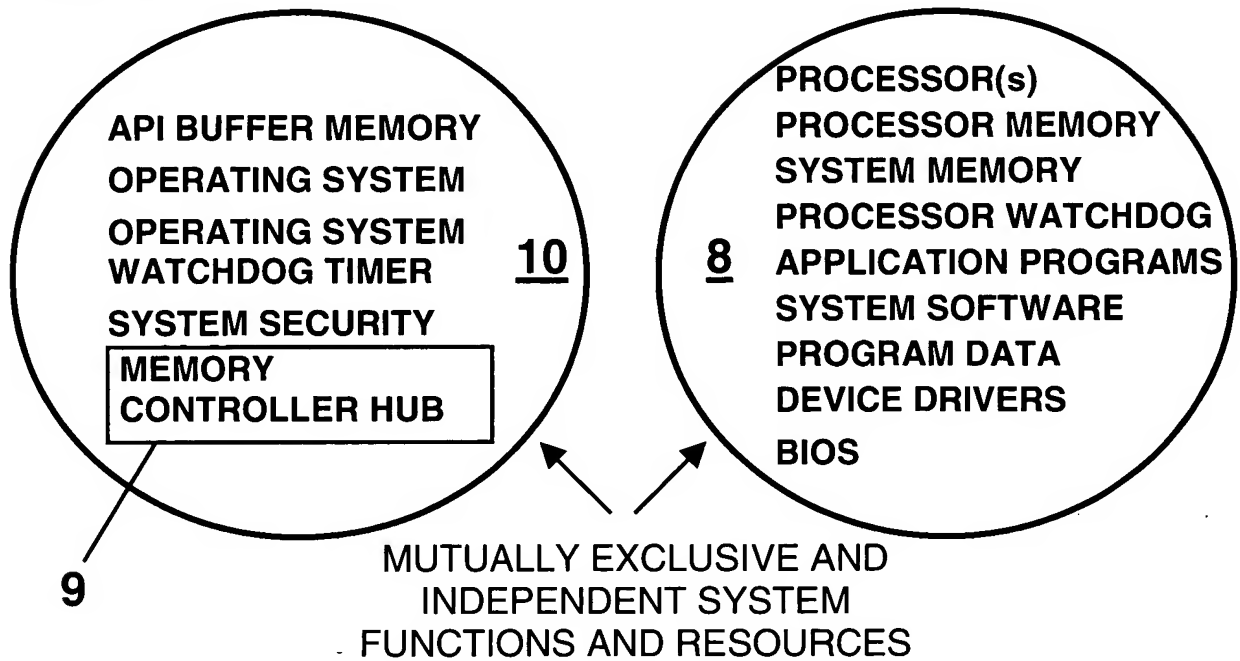 API BUFFER MEMORY
OPERATING SYSTEM
OPERATING SYSTEM
WATCHDOG TIMER
SYSTEM SECURITY
MEMORY
CONTROLLER HUB
10
9
8
PROCESSOR(s)
PROCESSOR MEMORY
SYSTEM MEMORY
PROCESSOR WATCHDOG
APPLICATION PROGRAMS
SYSTEM SOFTWARE
PROGRAM DATA
DEVICE DRIVERS
BIOS
MUTUALLY EXCLUSIVE AND
INDEPENDENT SYSTEM
FUNCTIONS AND RESOURCES